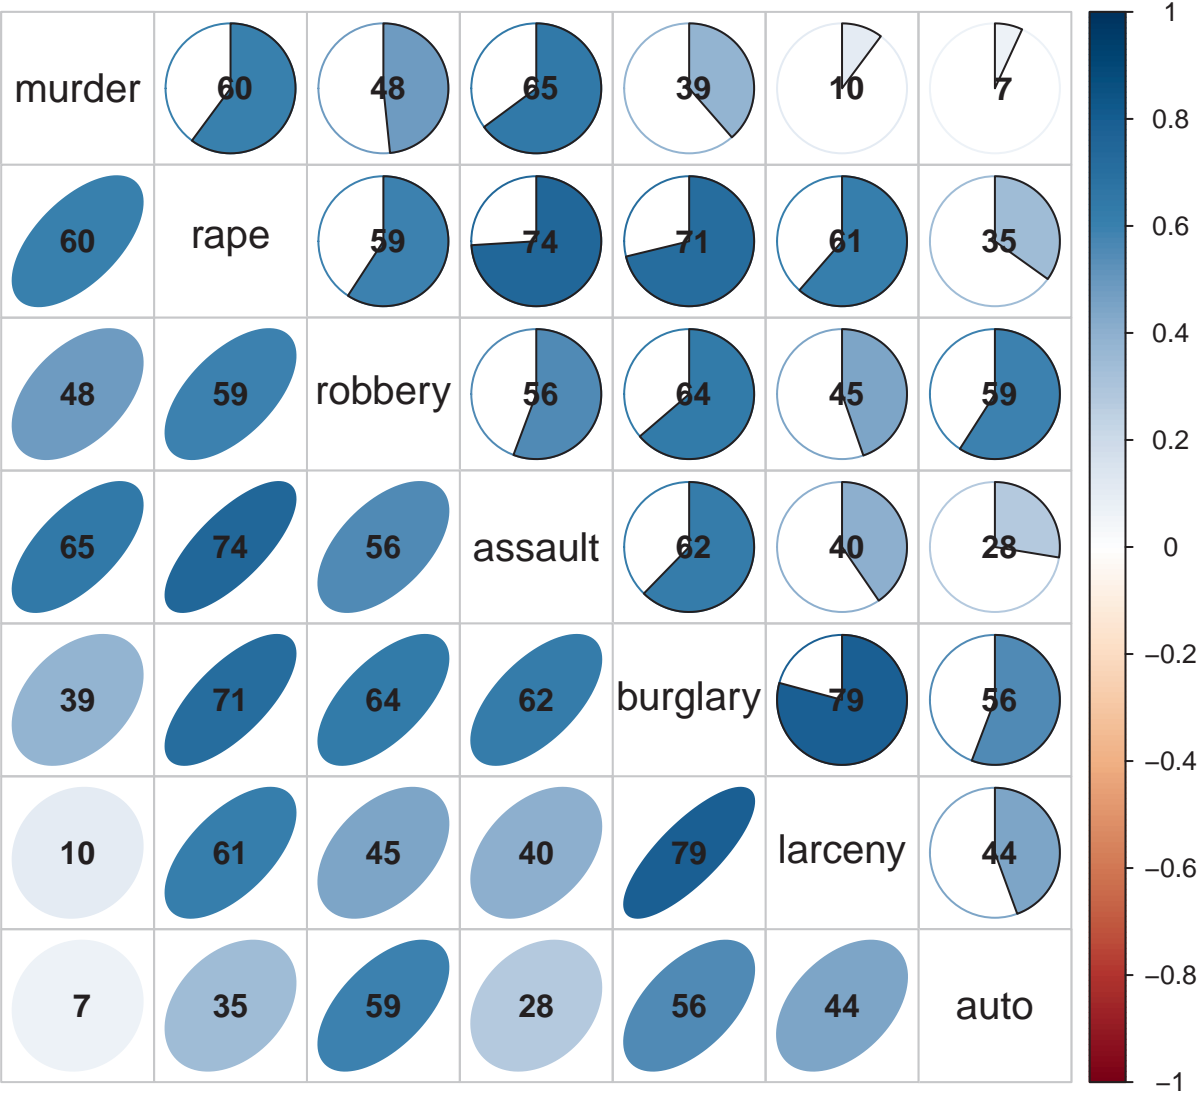 murder 60 48 65 39 10 7
60 rape 59 74 71 61 35
48 59 robbery 56 64 45 59
65 74 56 assault 62 40 28
39 71 64 62 burglary 79 56
10 61 45 40 79 larceny 44
7 35 59 28 56 44 auto
1
0.8
0.6
0.4
0.2
0
−0.2
−0.4
−0.6
−0.8
−1